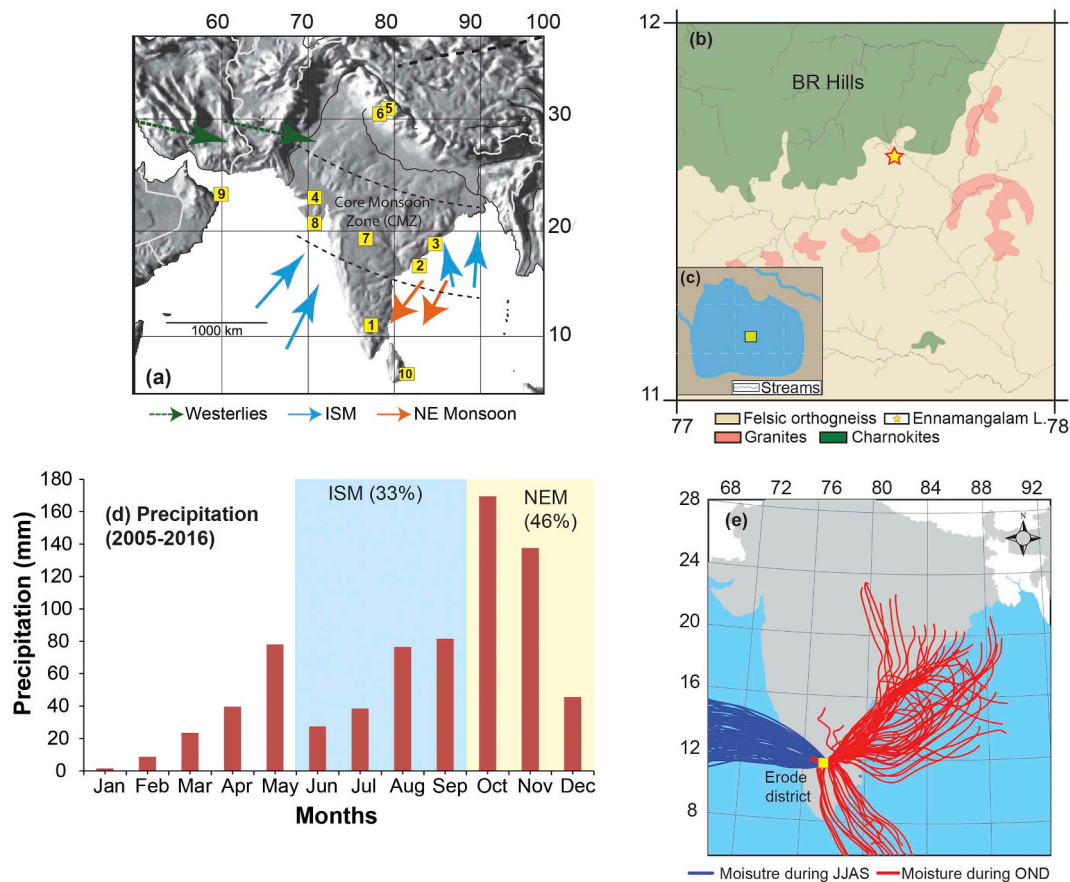 60 70 80 90 100
30
20
10
5
6
9
4
8
Core Monsoon
Zone (CMZ)
7
3
2
1
10
1000 km
(a)
Westerlies ISM NE Monsoon
12
(b)
BR Hills
(c)
Streams
11
77 78
Felsic orthogneiss Ennamangalam L.
Granites Charnokites
180
160
140
120
100
80
60
40
20
0
Precipitation (mm)
(d) Precipitation
(2005-2016)
ISM (33%)
NEM
(46%)
Jan Feb Mar Apr May Jun Jul Aug Sep Oct Nov Dec
Months
68 72 76 80 84 88 92
28
24
20
16
12
8
(e)
N
Erode
district
Moisutre during JJAS Moisture during OND